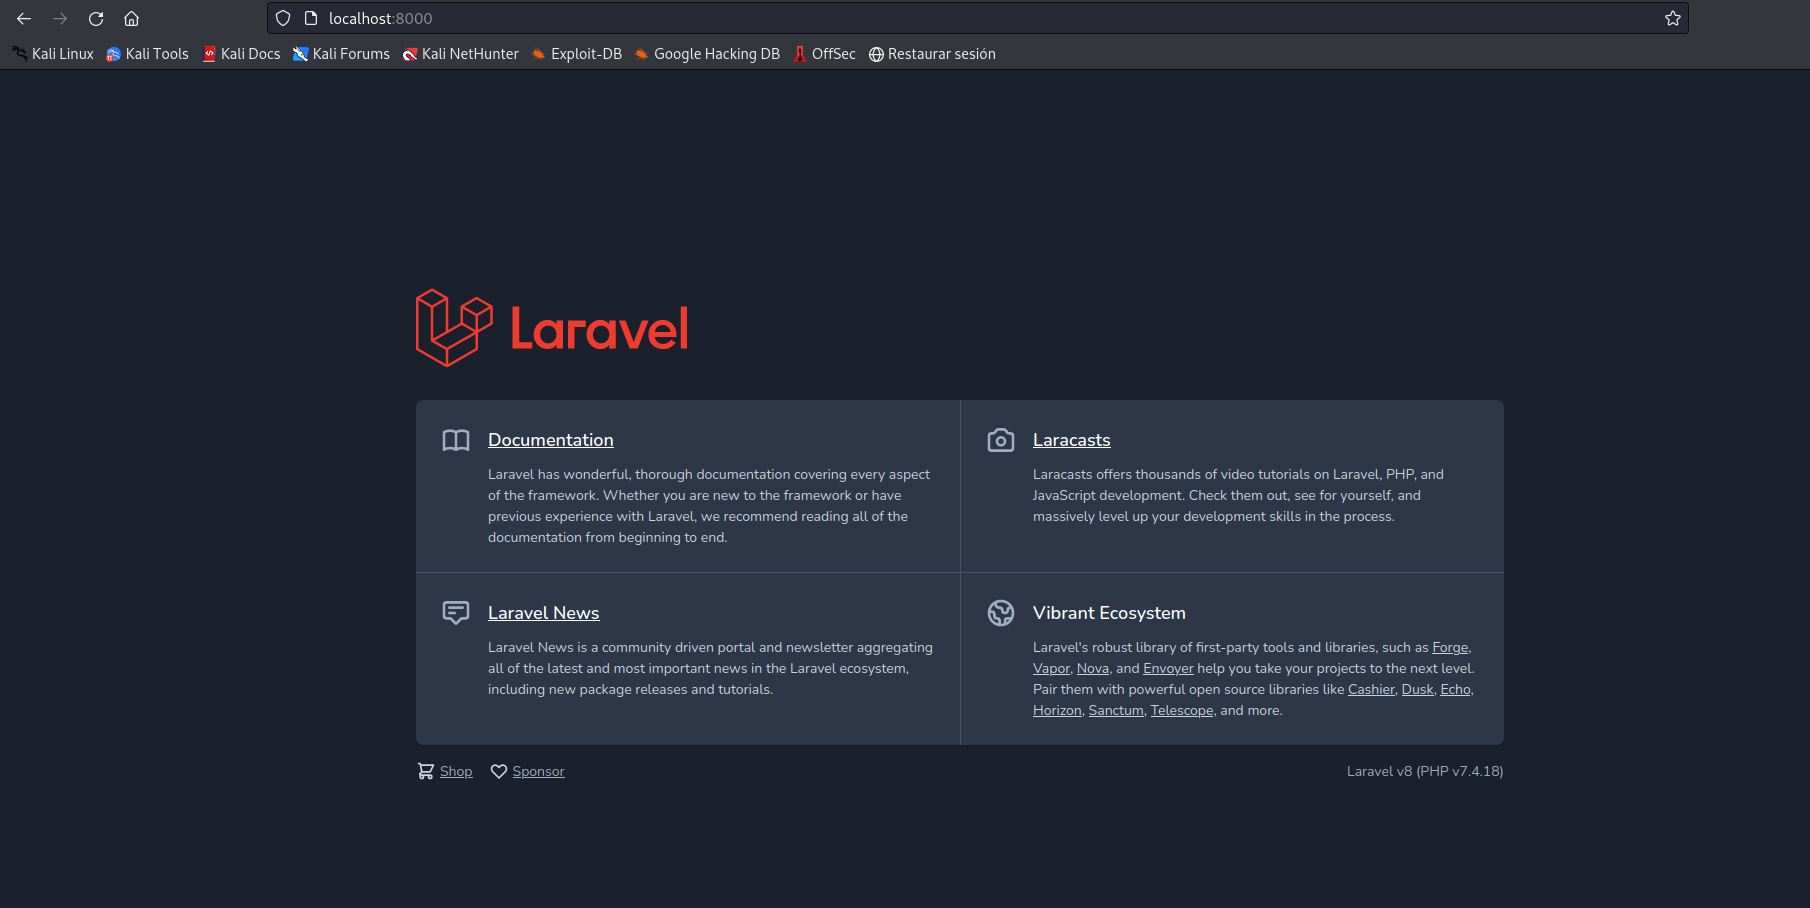 localhost:8000
Kali Linux Kali Tools Kali Docs Kali Forums Kali NetHunter Exploit-DB Google Hacking DB OffSec Restaurar sesión
Laravel
Documentation
Laravel has wonderful, thorough documentation covering every aspect
of the framework. Whether you are new to the framework or have
previous experience with Laravel, we recommend reading all of the
documentation from beginning to end.
Laracasts
Laracasts offers thousands of video tutorials on Laravel, PHP, and
JavaScript development. Check them out, see for yourself, and
massively level up your development skills in the process.
Laravel News
Laravel News is a community driven portal and newsletter aggregating
all of the latest and most important news in the Laravel ecosystem,
including new package releases and tutorials.
Vibrant Ecosystem
Laravel's robust library of first-party tools and libraries, such as Forge,
Vapor, Nova, and Envoyer help you take your projects to the next level.
Pair them with powerful open source libraries like Cashier, Dusk, Echo,
Horizon, Sanctum, Telescope, and more.
Shop Sponsor
Laravel v8 (PHP v7.4.18)